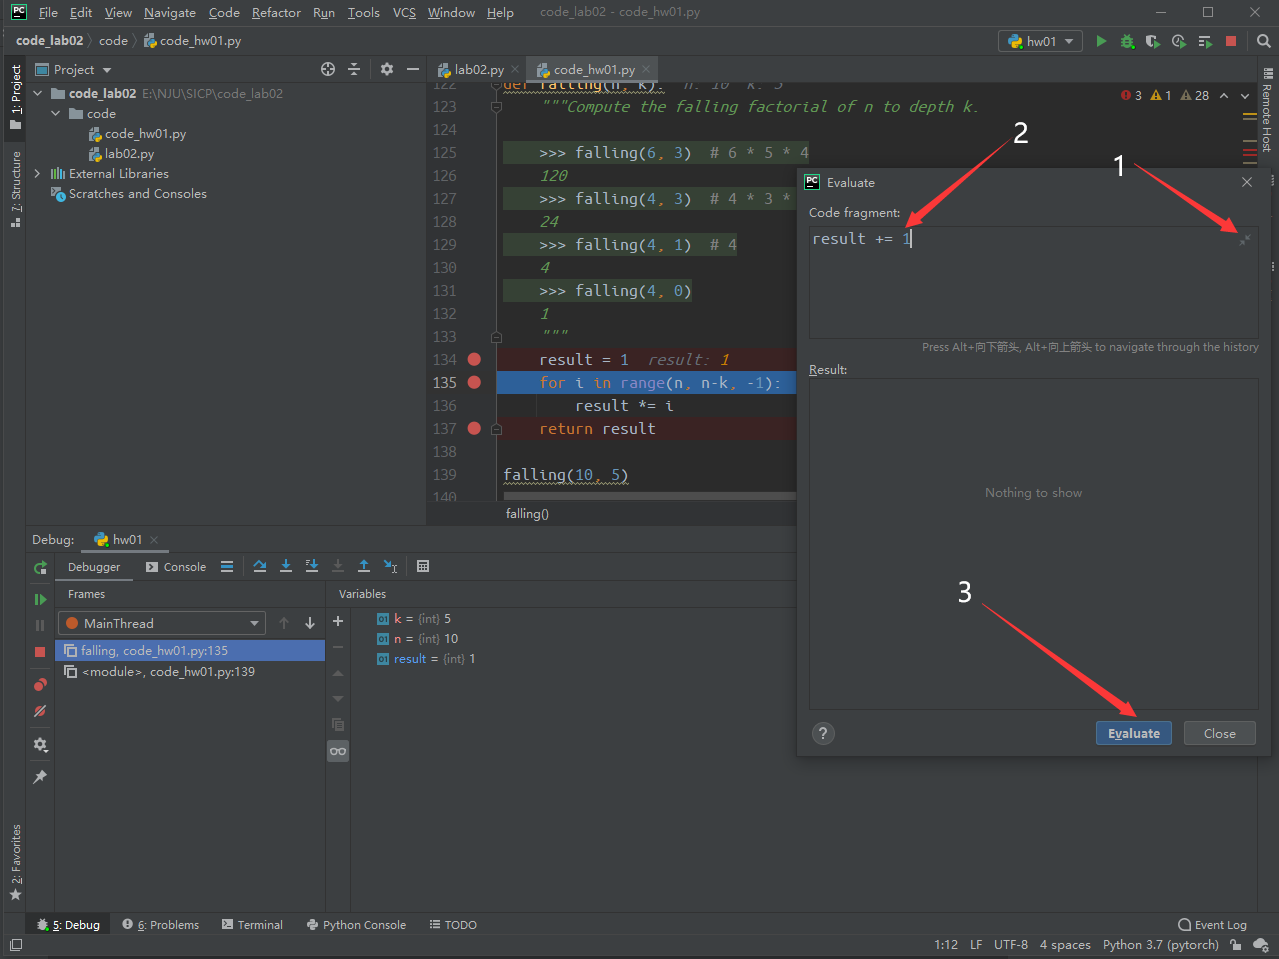 File Edit View Navigate Code Refactor Run Tools VCS Window Help code_lab02 - code_hw01.py
code_lab02 code code_hw01.py hw01
1: Project
Project
lab02.py code_hw01.py
code_lab02 E:\NJU\SICP\code_lab02
code
code_hw01.py
lab02.py
External Libraries
Scratches and Consoles
7: Structure
2: Favorites
Remote Host
3 1 28
122 def falling(n, k): n: 10 k: 5
123 """Compute the falling factorial of n to depth k.
124
125 >>> falling(6, 3) # 6 * 5 * 4
126 120
127 >>> falling(4, 3) # 4 * 3 *
128 24
129 >>> falling(4, 1) # 4
130 4
131 >>> falling(4, 0)
132 1
133 """
134 result = 1 result: 1
135 for i in range(n, n-k, -1):
136 result *= i
137 return result
138
139 falling(10, 5)
140
falling()
2
1
Evaluate
Code fragment:
result += 1
Press Alt+向下箭头, Alt+向上箭头 to navigate through the history
Result:
Nothing to show
3
? Evaluate Close
Debug: hw01
Debugger Console
Frames Variables
MainThread
falling, code_hw01.py:135
<module>, code_hw01.py:139
01 k = {int} 5
01 n = {int} 10
01 result = {int} 1
5: Debug 6: Problems Terminal Python Console TODO Event Log
1:12 LF UTF-8 4 spaces Python 3.7 (pytorch)